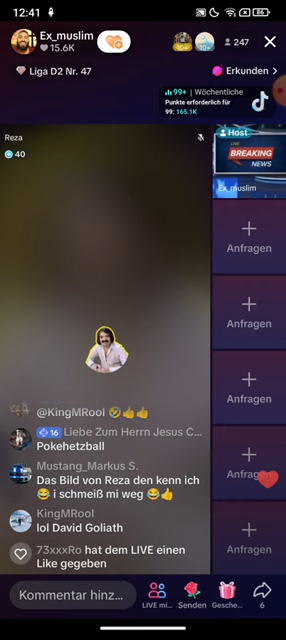 12:41
86
Ex_muslim
15.6K
247
Liga D2 Nr. 47
Erkunden >
99+ | Wöchentliche
Punkte erforderlich für
99: 165.1K
Reza
40
Host
LIVE
BREAKING
NEWS
Ex_muslim
Anfragen
Anfragen
Anfragen
Anfragen
Anfragen
@KingMRool 🤣👍👍
16 Liebe Zum Herrn Jesus C...
Pokehetzball
Mustang_Markus S.
Das Bild von Reza den kenn ich
😂 i schmeiß mi weg 😂👍
KingMRool
lol David Goliath
73xxxRo hat dem LIVE einen
Like gegeben
Kommentar hinz...
LIVE mi...
Senden
Gesche...
6